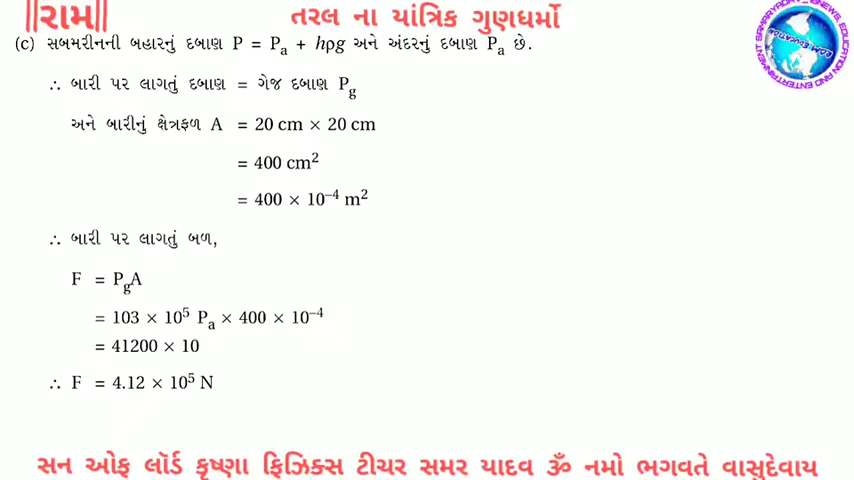 ||રામ||
તરલ ના યાંત્રિક ગુણધર્મો
(c) સબમરીનની બહારનું દબાણ P = Pₐ + hρg અને અંદરનું દબાણ Pₐ છે.
∴ બારી પર લાગતું દબાણ = ગેજ દબાણ P_g
અને બારીનું ક્ષેત્રફળ A = 20 cm × 20 cm
= 400 cm²
= 400 × 10⁻⁴ m²
∴ બારી પર લાગતું બળ,
F = P_gA
= 103 × 10⁵ Pₐ × 400 × 10⁻⁴
= 41200 × 10
∴ F = 4.12 × 10⁵ N
સન ઓફ લૉર્ડ કૃષ્ણા ફિઝિક્સ ટીચર સમર યાદવ ૐ નમો ભગવતે વાસુદેવાય